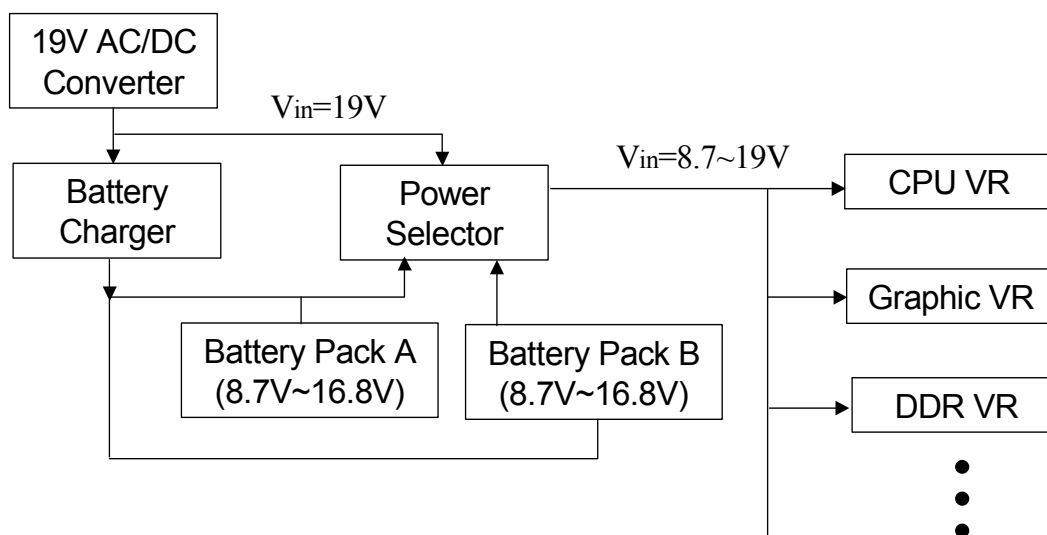 19V AC/DC
Converter
Vin=19V
Vin=8.7~19V
Battery
Charger
Power
Selector
CPU VR
Graphic VR
Battery Pack A
(8.7V~16.8V)
Battery Pack B
(8.7V~16.8V)
DDR VR